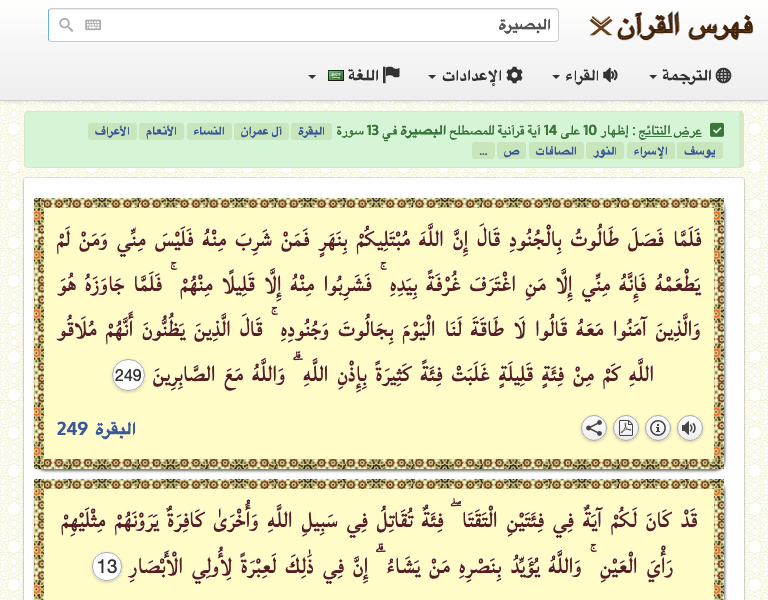 فهرس القرآن
البصيرة
الترجمة القراء الإعدادات اللغة
عرض النتائج : إظهار 10 على 14 آية قرآنية للمصطلح البصيرة في 13 سورة البقرة آل عمران النساء الأنعام الأعراف
يوسف الإسراء النور الصافات ص ...
فَلَمَّا فَصَلَ طَالُوتُ بِالْجُنُودِ قَالَ إِنَّ اللَّهَ مُبْتَلِيكُمْ بِنَهَرٍ فَمَنْ شَرِبَ مِنْهُ فَلَيْسَ مِنِّي وَمَنْ لَمْ
يَطْعَمْهُ فَإِنَّهُ مِنِّي إِلَّا مَنِ اغْتَرَفَ غُرْفَةً بِيَدِهِ ۚ فَشَرِبُوا مِنْهُ إِلَّا قَلِيلًا مِنْهُمْ ۚ فَلَمَّا جَاوَزَهُ هُوَ
وَالَّذِينَ آمَنُوا مَعَهُ قَالُوا لَا طَاقَةَ لَنَا الْيَوْمَ بِجَالُوتَ وَجُنُودِهِ ۚ قَالَ الَّذِينَ يَظُنُّونَ أَنَّهُمْ مُلَاقُو
اللَّهِ كَمْ مِنْ فِئَةٍ قَلِيلَةٍ غَلَبَتْ فِئَةً كَثِيرَةً بِإِذْنِ اللَّهِ ۗ وَاللَّهُ مَعَ الصَّابِرِينَ 249
البقرة 249
قَدْ كَانَ لَكُمْ آيَةٌ فِي فِئَتَيْنِ الْتَقَتَا ۖ فِئَةٌ تُقَاتِلُ فِي سَبِيلِ اللَّهِ وَأُخْرَىٰ كَافِرَةٌ يَرَوْنَهُمْ مِثْلَيْهِمْ
رَأْيَ الْعَيْنِ ۚ وَاللَّهُ يُؤَيِّدُ بِنَصْرِهِ مَنْ يَشَاءُ ۗ إِنَّ فِي ذَٰلِكَ لَعِبْرَةً لِأُولِي الْأَبْصَارِ 13